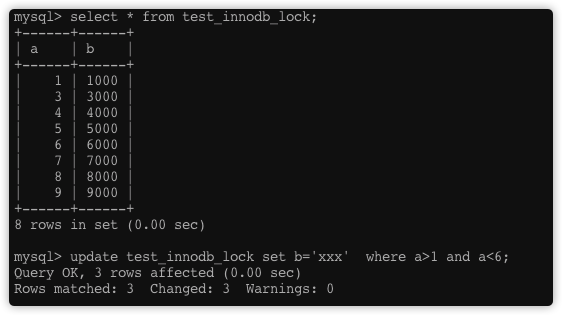 mysql> select * from test_innodb_lock;
+------+------+
| a    | b    |
+------+------+
|    1 | 1000 |
|    3 | 3000 |
|    4 | 4000 |
|    5 | 5000 |
|    6 | 6000 |
|    7 | 7000 |
|    8 | 8000 |
|    9 | 9000 |
+------+------+
8 rows in set (0.00 sec)
mysql> update test_innodb_lock set b='xxx'  where a>1 and a<6;
Query OK, 3 rows affected (0.00 sec)
Rows matched: 3  Changed: 3  Warnings: 0